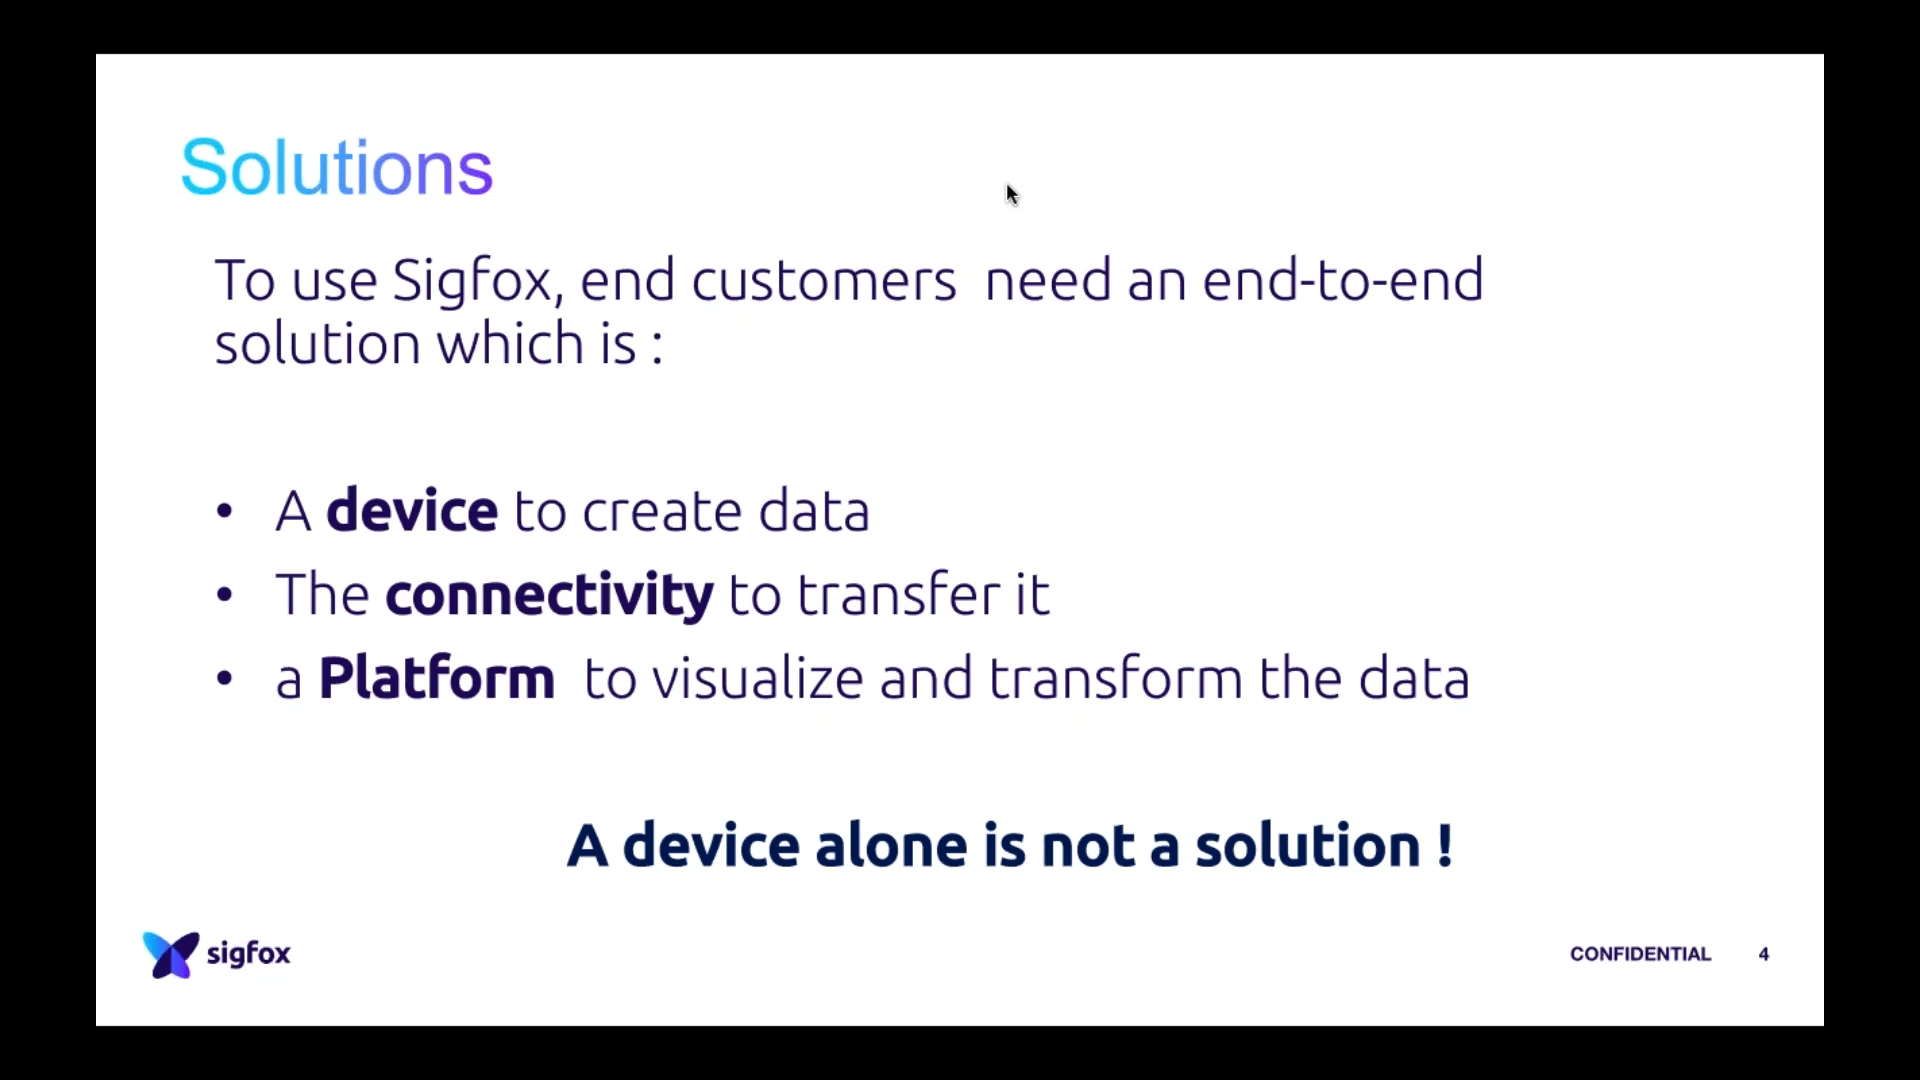 Solutions
To use Sigfox, end customers  need an end-to-end
solution which is :
• A device to create data
• The connectivity to transfer it
• a Platform  to visualize and transform the data
A device alone is not a solution !
sigfox
CONFIDENTIAL 4